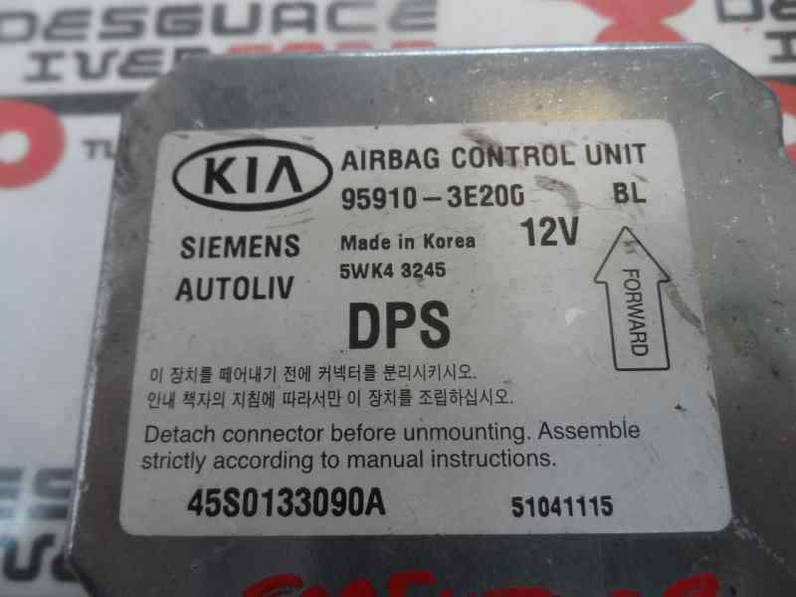 DESGUACE
KIA
AIRBAG CONTROL UNIT
95910-3E200 BL
SIEMENS
AUTOLIV
Made in Korea
12V
5WK4 3245
FORWARD
DPS
이 장치를 떼어내기 전에 커넥터를 분리시키시오.
안내 책자의 지침에 따라서만 이 장치를 조립하십시오.
Detach connector before unmounting. Assemble
strictly according to manual instructions.
45S0133090A
51041115